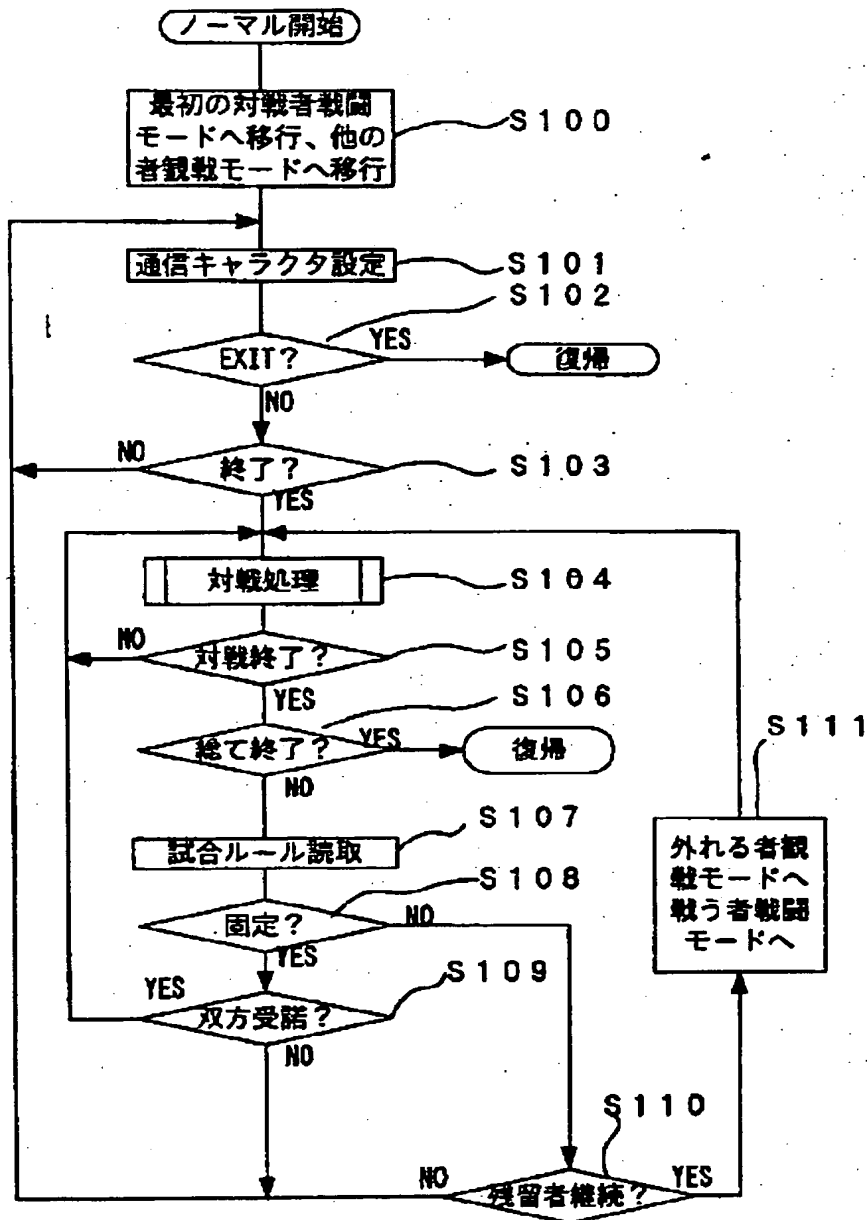 ノーマル開始
最初の対戦者戦闘
モードへ移行、他の
者観戦モードへ移行
S100
通信キャラクタ設定
S101
S102
EXIT?
YES
復帰
NO
NO
終了?
S103
YES
対戦処理
S104
NO
対戦終了?
S105
YES
S106
総て終了?
YES
復帰
NO
S111
S107
試合ルール読取
外れる者観
戦モードへ
戦う者戦闘
モードへ
S108
固定?
NO
YES
S109
YES
双方受諾?
NO
S110
NO
残留者継続?
YES